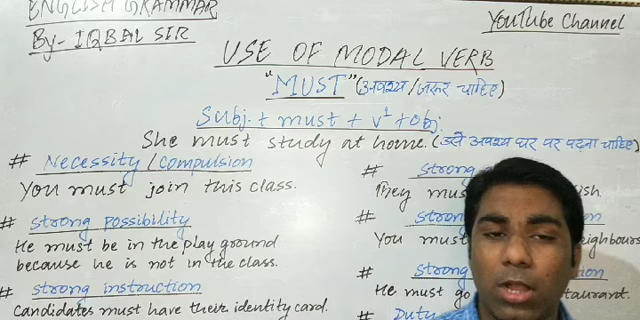 ENGLISH GRAMMAR
By- IQBAL SIR
YouTube Channel
USE OF MODAL VERB
"MUST" (अवश्य/जरूर चाहिए)
Subj. + must + v¹ + obj.
She must study at home. (उसे अवश्य घर पर पढ़ना चाहिए)
# Necessity / Compulsion
You must join this class.
# strong possibility
He must be in the play ground
because he is not in the class.
# strong instruction
Candidates must have their identity card.
# strong
They
# strong
You must neighbours
# strong
He must go
# Duty